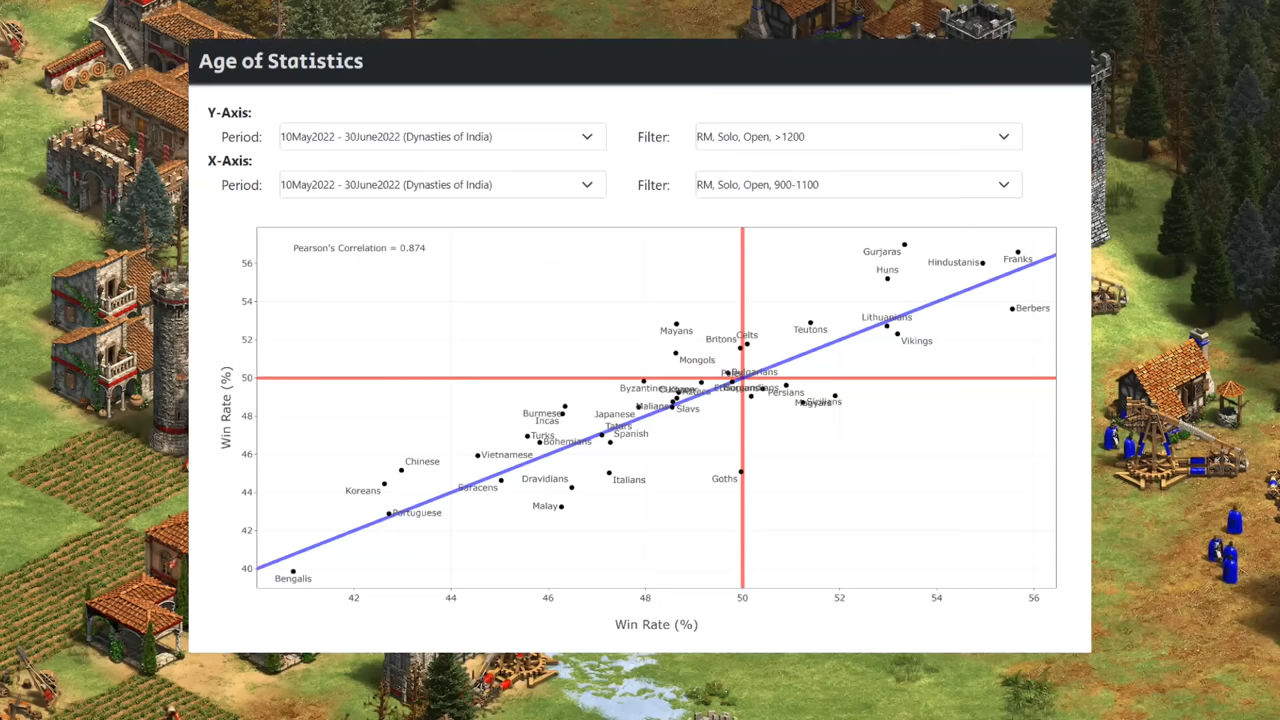 Age of Statistics
Y-Axis:
Period: 10May2022 - 30June2022 (Dynasties of India) Filter: RM, Solo, Open, >1200
X-Axis:
Period: 10May2022 - 30June2022 (Dynasties of India) Filter: RM, Solo, Open, 900-1100
Pearson's Correlation = 0.874
Gurjaras
Hindustanis
Franks
Huns
Berbers
Lithuanians
Teutons
Vikings
Mayans
Britons
Celts
Mongols
Bulgarians
Byzantines
Persians
Sicilians
Magyars
Malians
Slavs
Burmese
Incas
Japanese
Tatars
Spanish
Turks
Bohemians
Vietnamese
Chinese
Goths
Dravidians
Italians
Koreans
Saracens
Malay
Portuguese
Bengalis
56
54
52
50
48
46
44
42
40
Win Rate (%)
42 44 46 48 50 52 54 56
Win Rate (%)